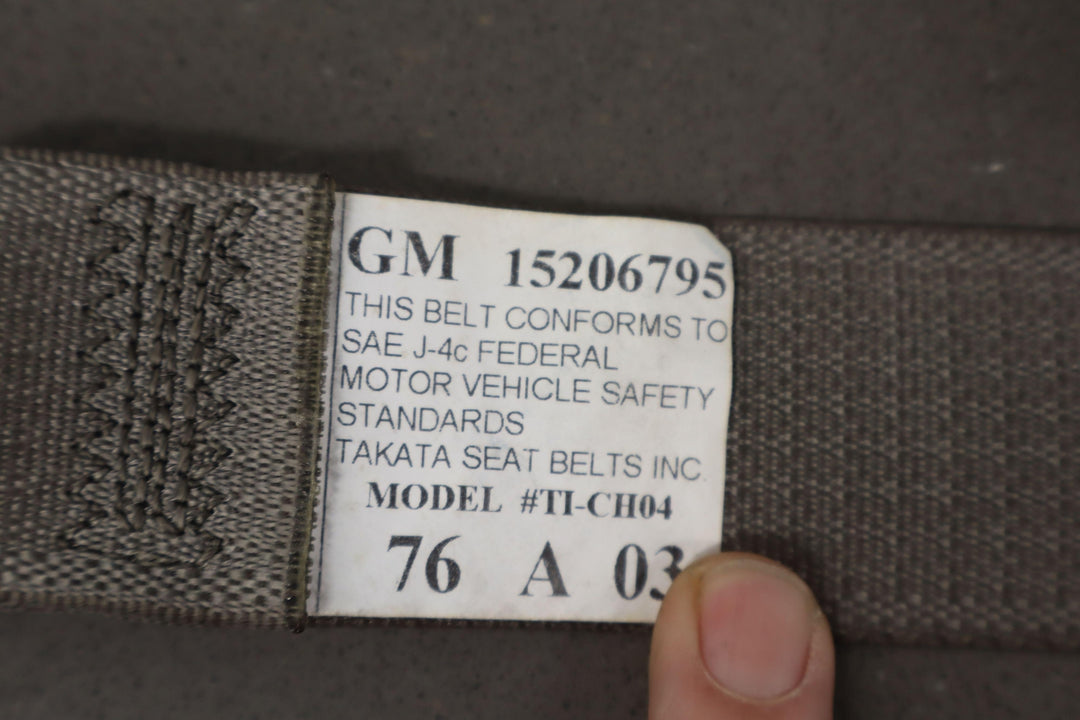 GM 15206795
THIS BELT CONFORMS TO
SAE J-4c FEDERAL
MOTOR VEHICLE SAFETY
STANDARDS
TAKATA SEAT BELTS INC.
MODEL #TI-CH04
76 A 03